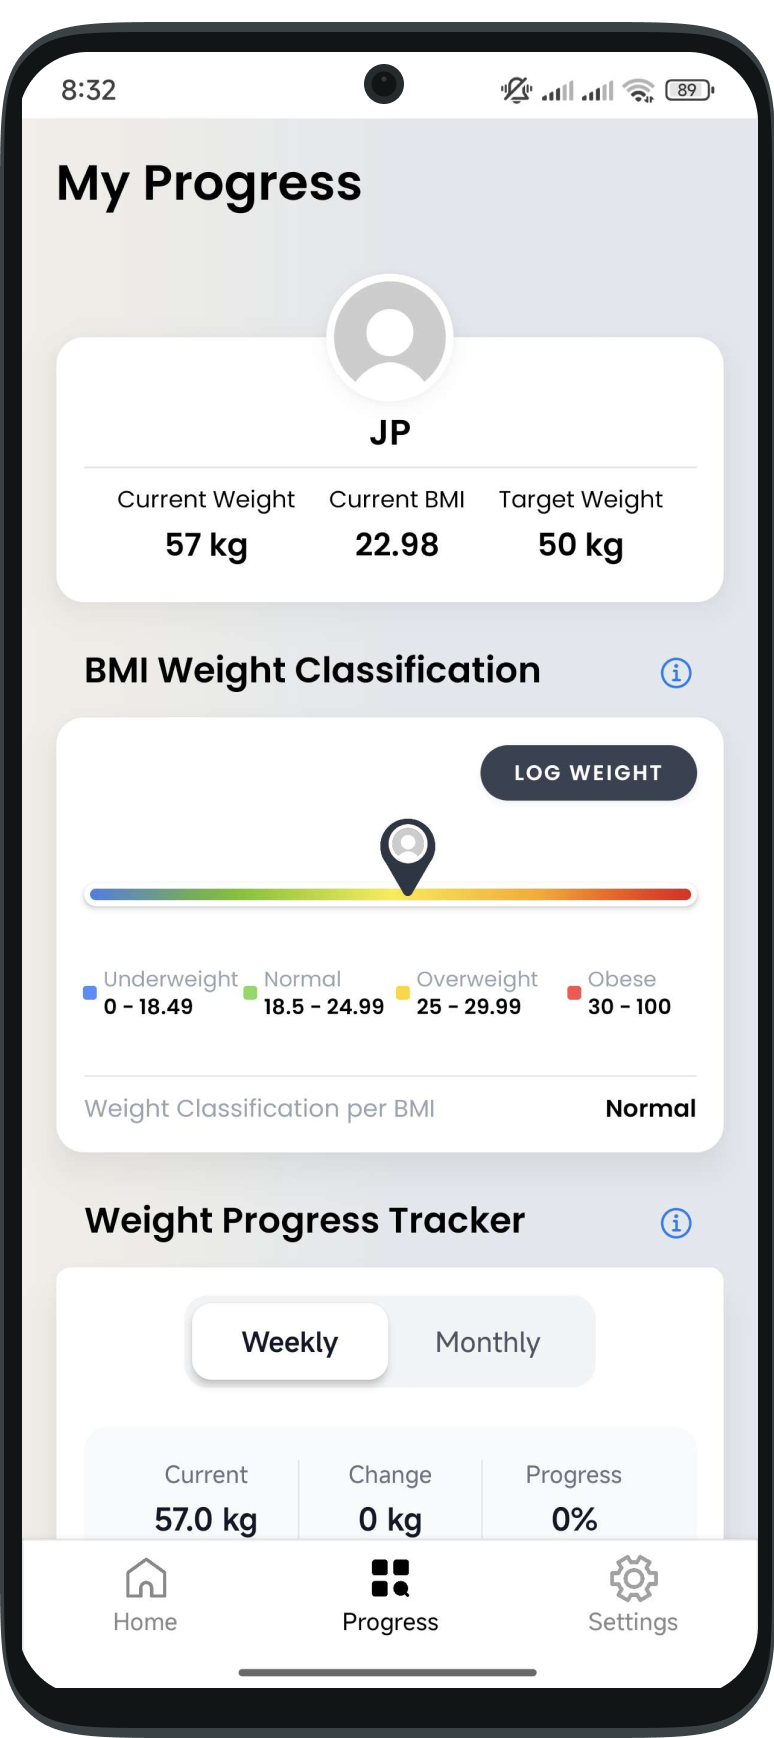 8:32
89
My Progress
JP
Current Weight Current BMI Target Weight
57 kg 22.98 50 kg
BMI Weight Classification
LOG WEIGHT
Underweight Normal Overweight Obese
0 - 18.49 18.5 - 24.99 25 - 29.99 30 - 100
Weight Classification per BMI Normal
Weight Progress Tracker
Weekly Monthly
Current Change Progress
57.0 kg 0 kg 0%
Home Progress Settings